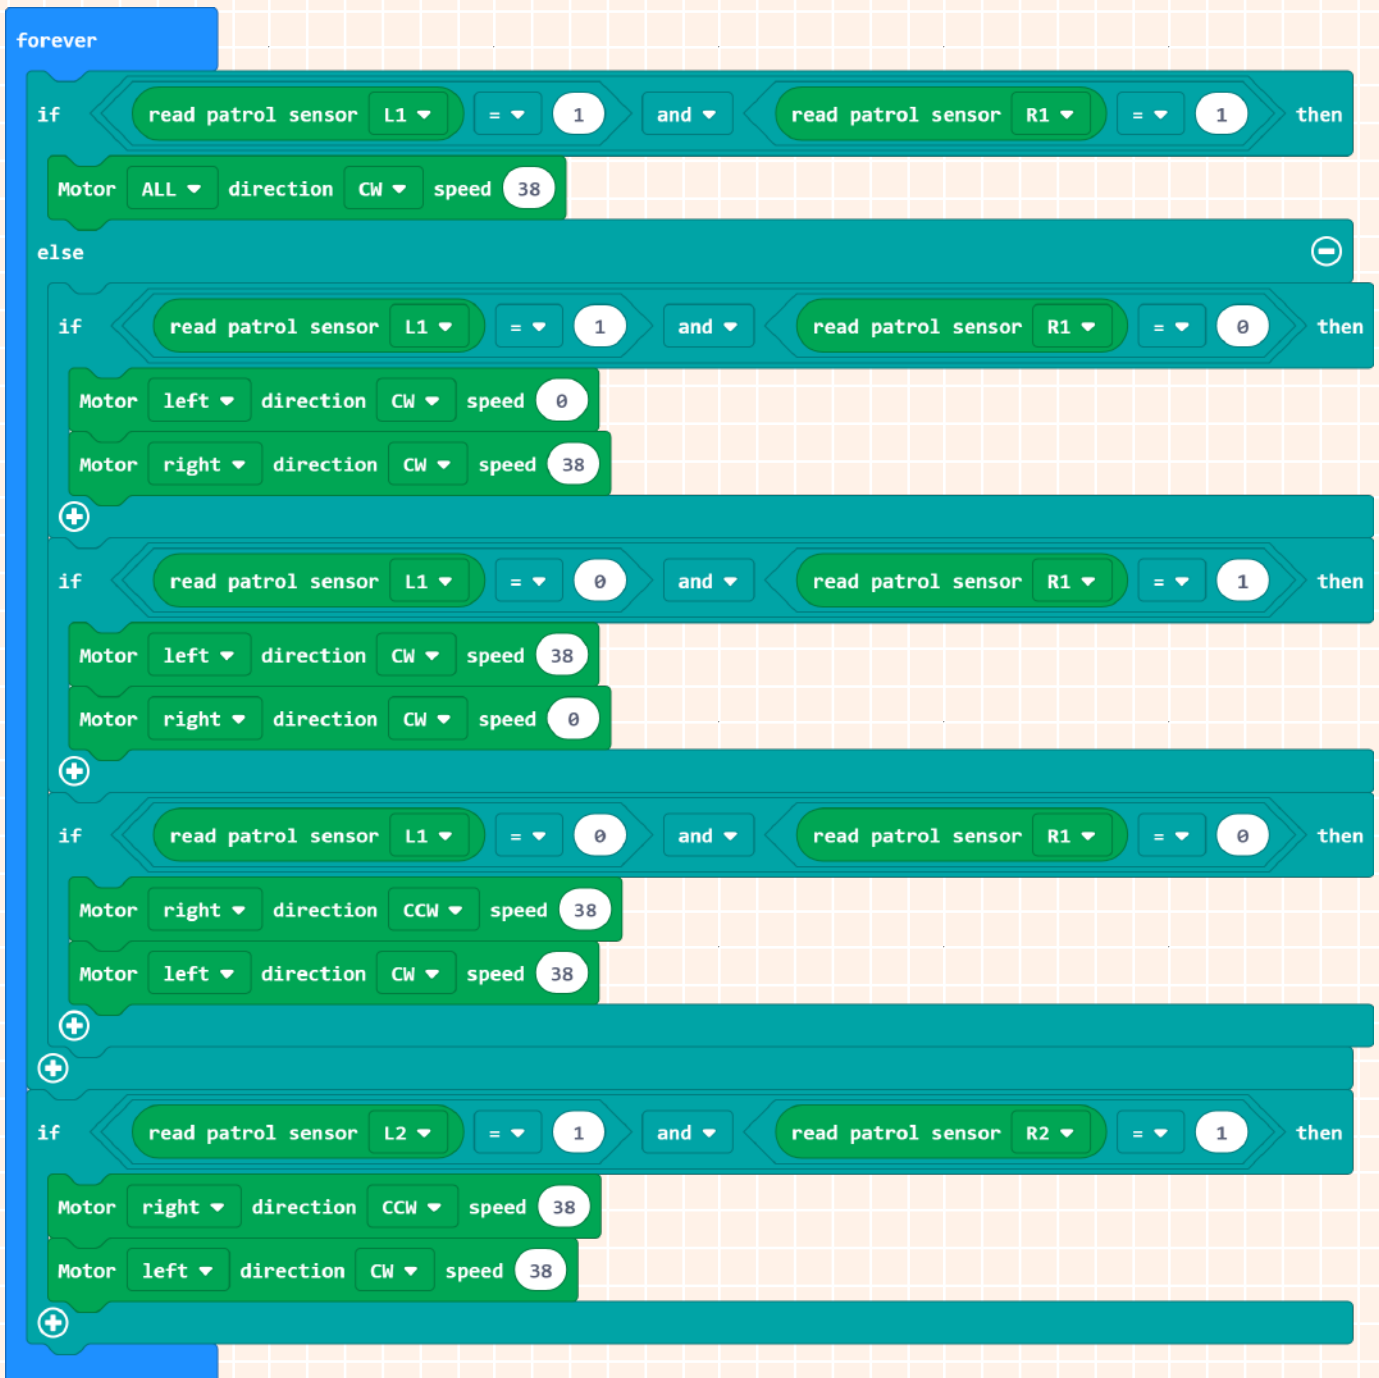 forever
if read patrol sensor L1 = 1 and read patrol sensor R1 = 1 then
Motor ALL direction CW speed 38
else
if read patrol sensor L1 = 1 and read patrol sensor R1 = 0 then
Motor left direction CW speed 0
Motor right direction CW speed 38
if read patrol sensor L1 = 0 and read patrol sensor R1 = 1 then
Motor left direction CW speed 38
Motor right direction CW speed 0
if read patrol sensor L1 = 0 and read patrol sensor R1 = 0 then
Motor right direction CCW speed 38
Motor left direction CW speed 38
if read patrol sensor L2 = 1 and read patrol sensor R2 = 1 then
Motor right direction CCW speed 38
Motor left direction CW speed 38